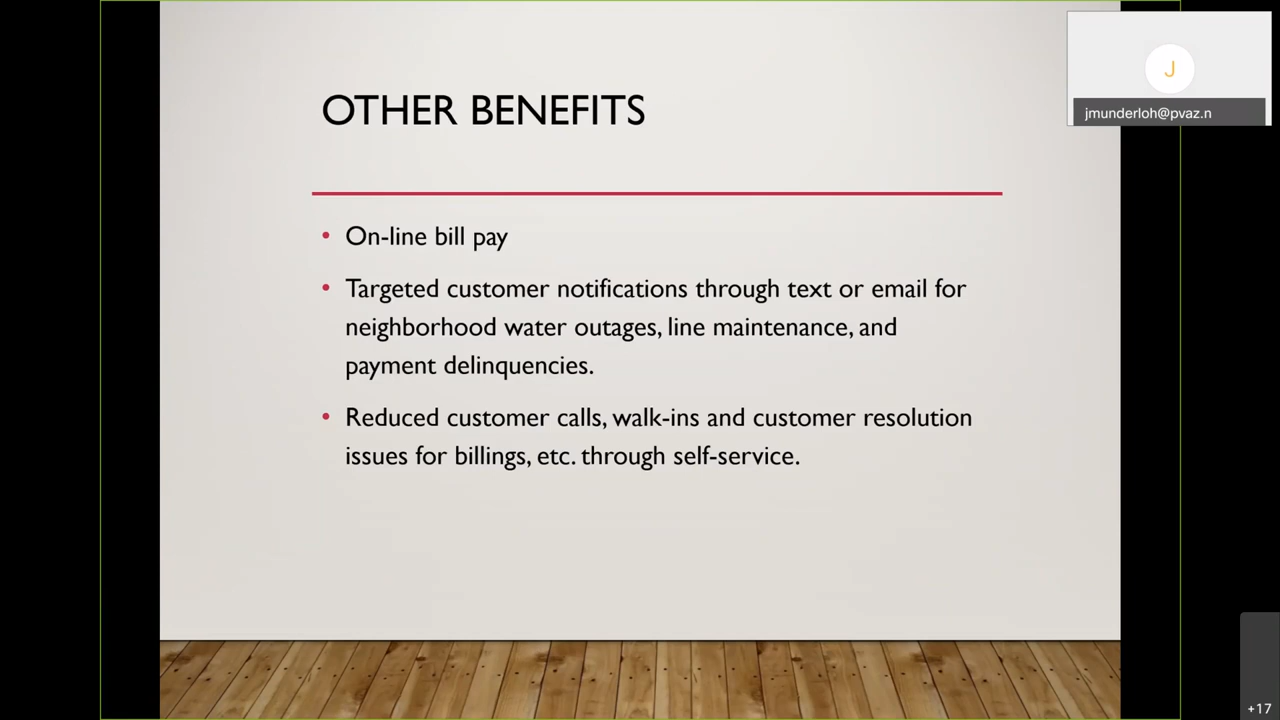 OTHER BENEFITS
• On-line bill pay
• Targeted customer notifications through text or email for
neighborhood water outages, line maintenance, and
payment delinquencies.
• Reduced customer calls, walk-ins and customer resolution
issues for billings, etc. through self-service.
J
jmunderloh@pvaz.n
+17